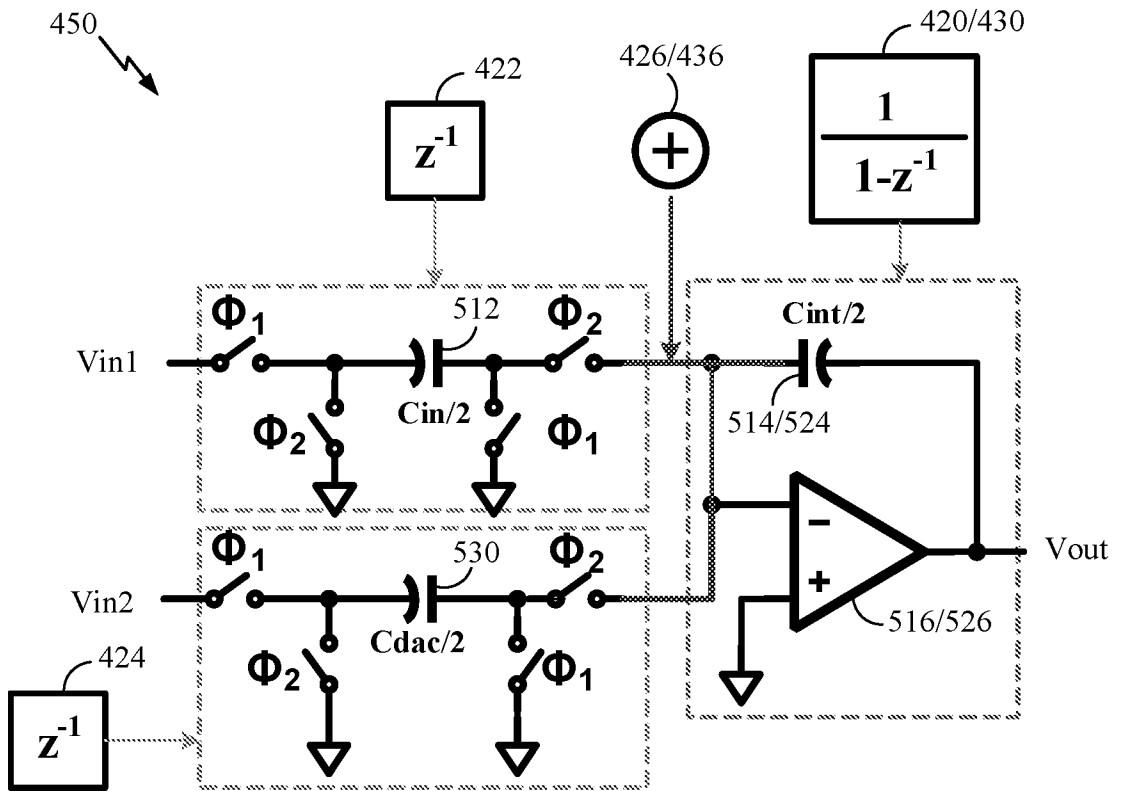 450
422
426/436
420/430
z⁻¹
+
1
1-z⁻¹
Φ₁
512
Φ₂
Cint/2
Vin1
Cin/2
514/524
Φ₂
Φ₁
Φ₁
530
Φ₂
−
Vout
Vin2
+
516/526
Cdac/2
424
Φ₂
Φ₁
z⁻¹